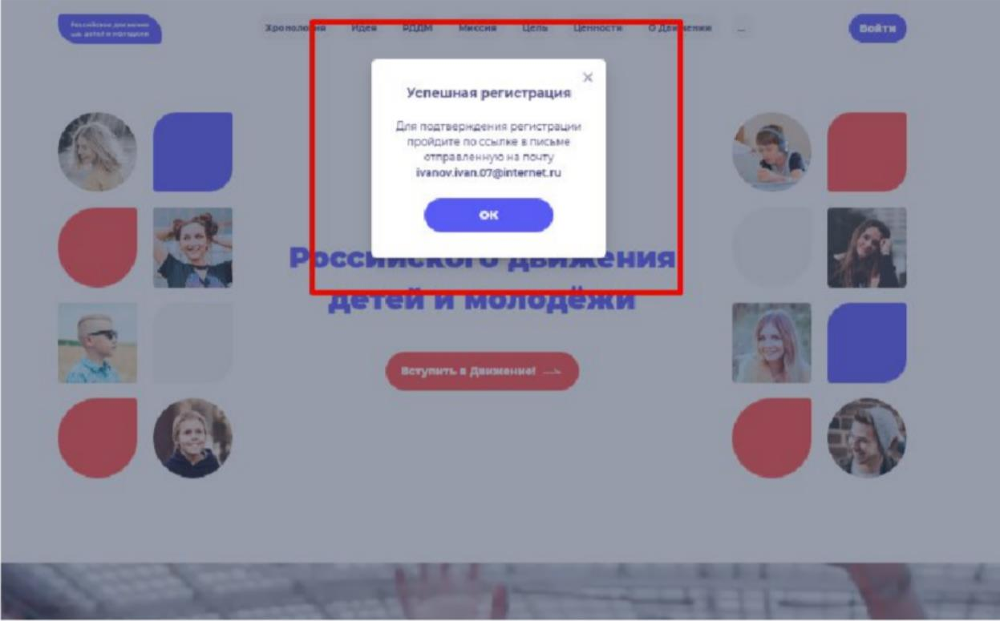 Российское движение
детей и молодежи
Хронология Идея РДДМ Миссия Цель Ценности О Движении ...
Войти
Успешная регистрация
Для подтверждения регистрации
пройдите по ссылке в письме
отправленную на почту
ivanov.ivan.07@internet.ru
ОК
Российского движения
детей и молодёжи
Вступить в Движение!